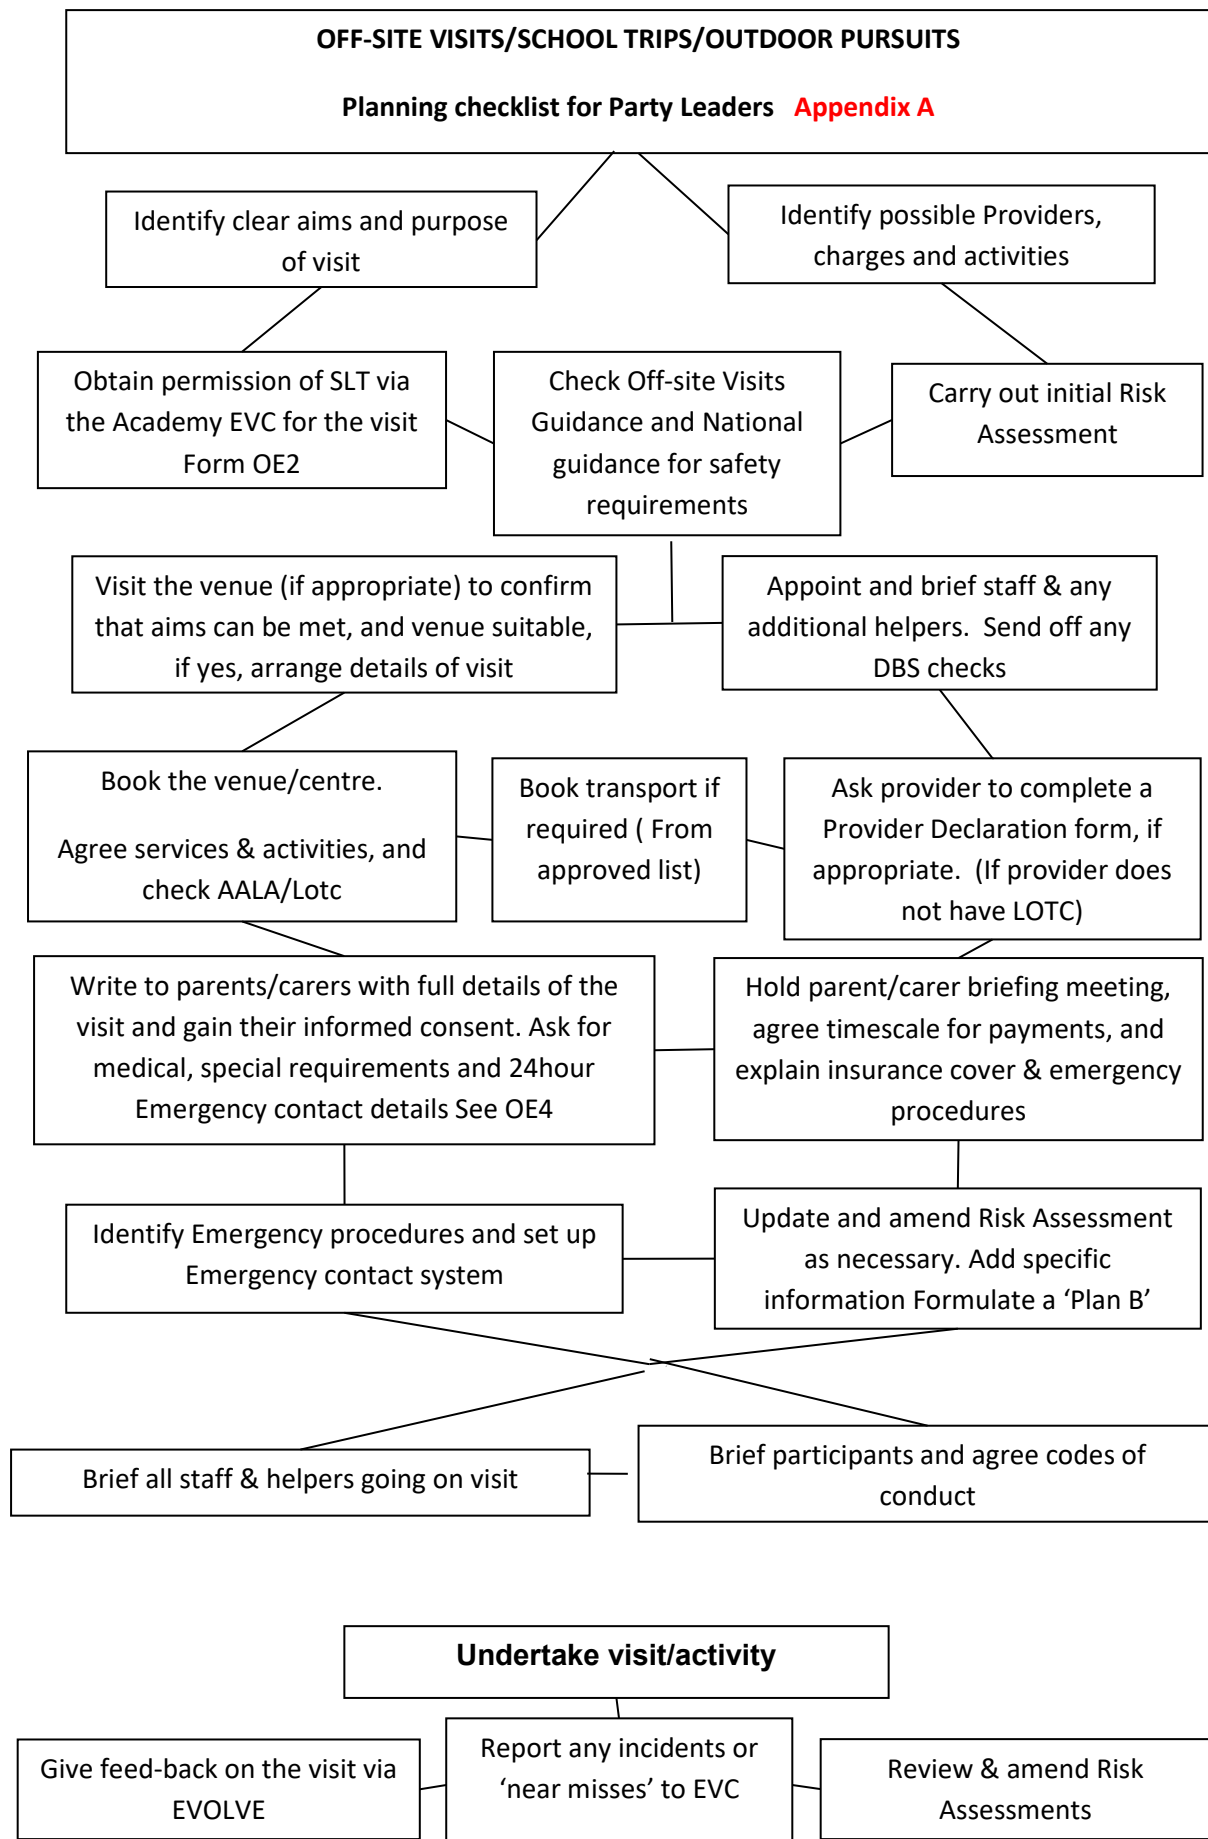 OFF-SITE VISITS/SCHOOL TRIPS/OUTDOOR PURSUITS
Planning checklist for Party Leaders Appendix A
Identify clear aims and purpose
of visit
Identify possible Providers,
charges and activities
Obtain permission of SLT via
the Academy EVC for the visit
Form OE2
Check Off-site Visits
Guidance and National
guidance for safety
requirements
Carry out initial Risk
Assessment
Visit the venue (if appropriate) to confirm
that aims can be met, and venue suitable,
if yes, arrange details of visit
Appoint and brief staff & any
additional helpers. Send off any
DBS checks
Book the venue/centre.
Agree services & activities, and
check AALA/Lotc
Book transport if
required ( From
approved list)
Ask provider to complete a
Provider Declaration form, if
appropriate. (If provider does
not have LOTC)
Write to parents/carers with full details of the
visit and gain their informed consent. Ask for
medical, special requirements and 24hour
Emergency contact details See OE4
Hold parent/carer briefing meeting,
agree timescale for payments, and
explain insurance cover & emergency
procedures
Identify Emergency procedures and set up
Emergency contact system
Update and amend Risk Assessment
as necessary. Add specific
information Formulate a ‘Plan B’
Brief all staff & helpers going on visit
Brief participants and agree codes of
conduct
Undertake visit/activity
Give feed-back on the visit via
EVOLVE
Report any incidents or
‘near misses’ to EVC
Review & amend Risk
Assessments